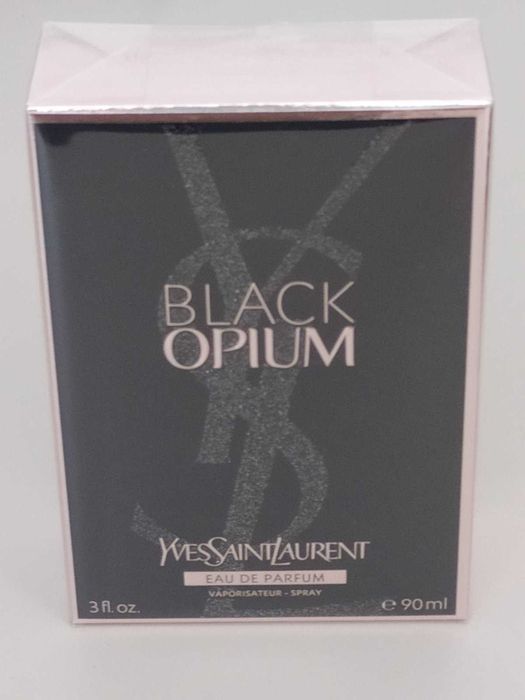 BLACK
OPIUM
YVESSAINTLAURENT
EAU DE PARFUM
VAPORISATEUR - SPRAY
3 fl. oz. ℮ 90 ml